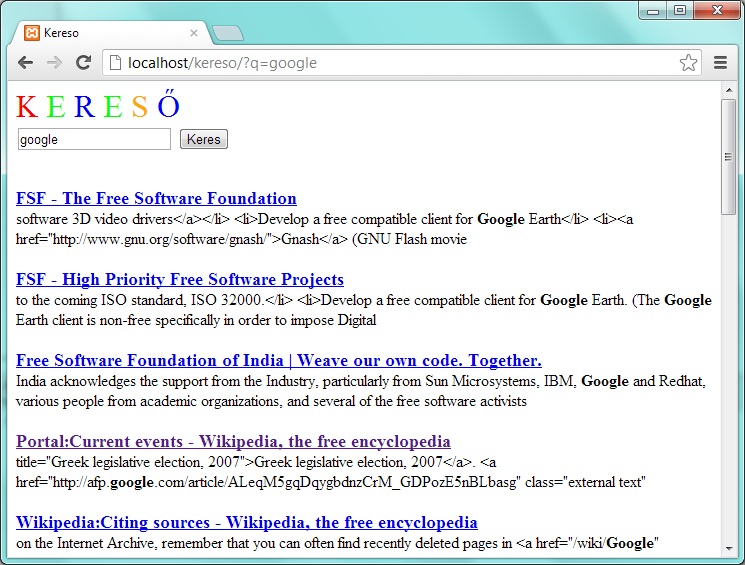 Kereso
localhost/kereso/?q=google
K E R E S Ő
google Keres
FSF - The Free Software Foundation
software 3D video drivers</a></li> <li>Develop a free compatible client for Google Earth</li> <li><a
href="http://www.gnu.org/software/gnash/">Gnash</a> (GNU Flash movie
FSF - High Priority Free Software Projects
to the coming ISO standard, ISO 32000.</li> <li>Develop a free compatible client for Google Earth. (The Google
Earth client is non-free specifically in order to impose Digital
Free Software Foundation of India | Weave our own code. Together.
India acknowledges the support from the Industry, particularly from Sun Microsystems, IBM, Google and Redhat,
various people from academic organizations, and several of the free software activists
Portal:Current events - Wikipedia, the free encyclopedia
title="Greek legislative election, 2007">Greek legislative election, 2007</a>. <a
href="http://afp.google.com/article/ALeqM5gqDqygbdnzCrM_GDPozE5nBLbasg" class="external text"
Wikipedia:Citing sources - Wikipedia, the free encyclopedia
on the Internet Archive, remember that you can often find recently deleted pages in <a href="/wiki/Google"